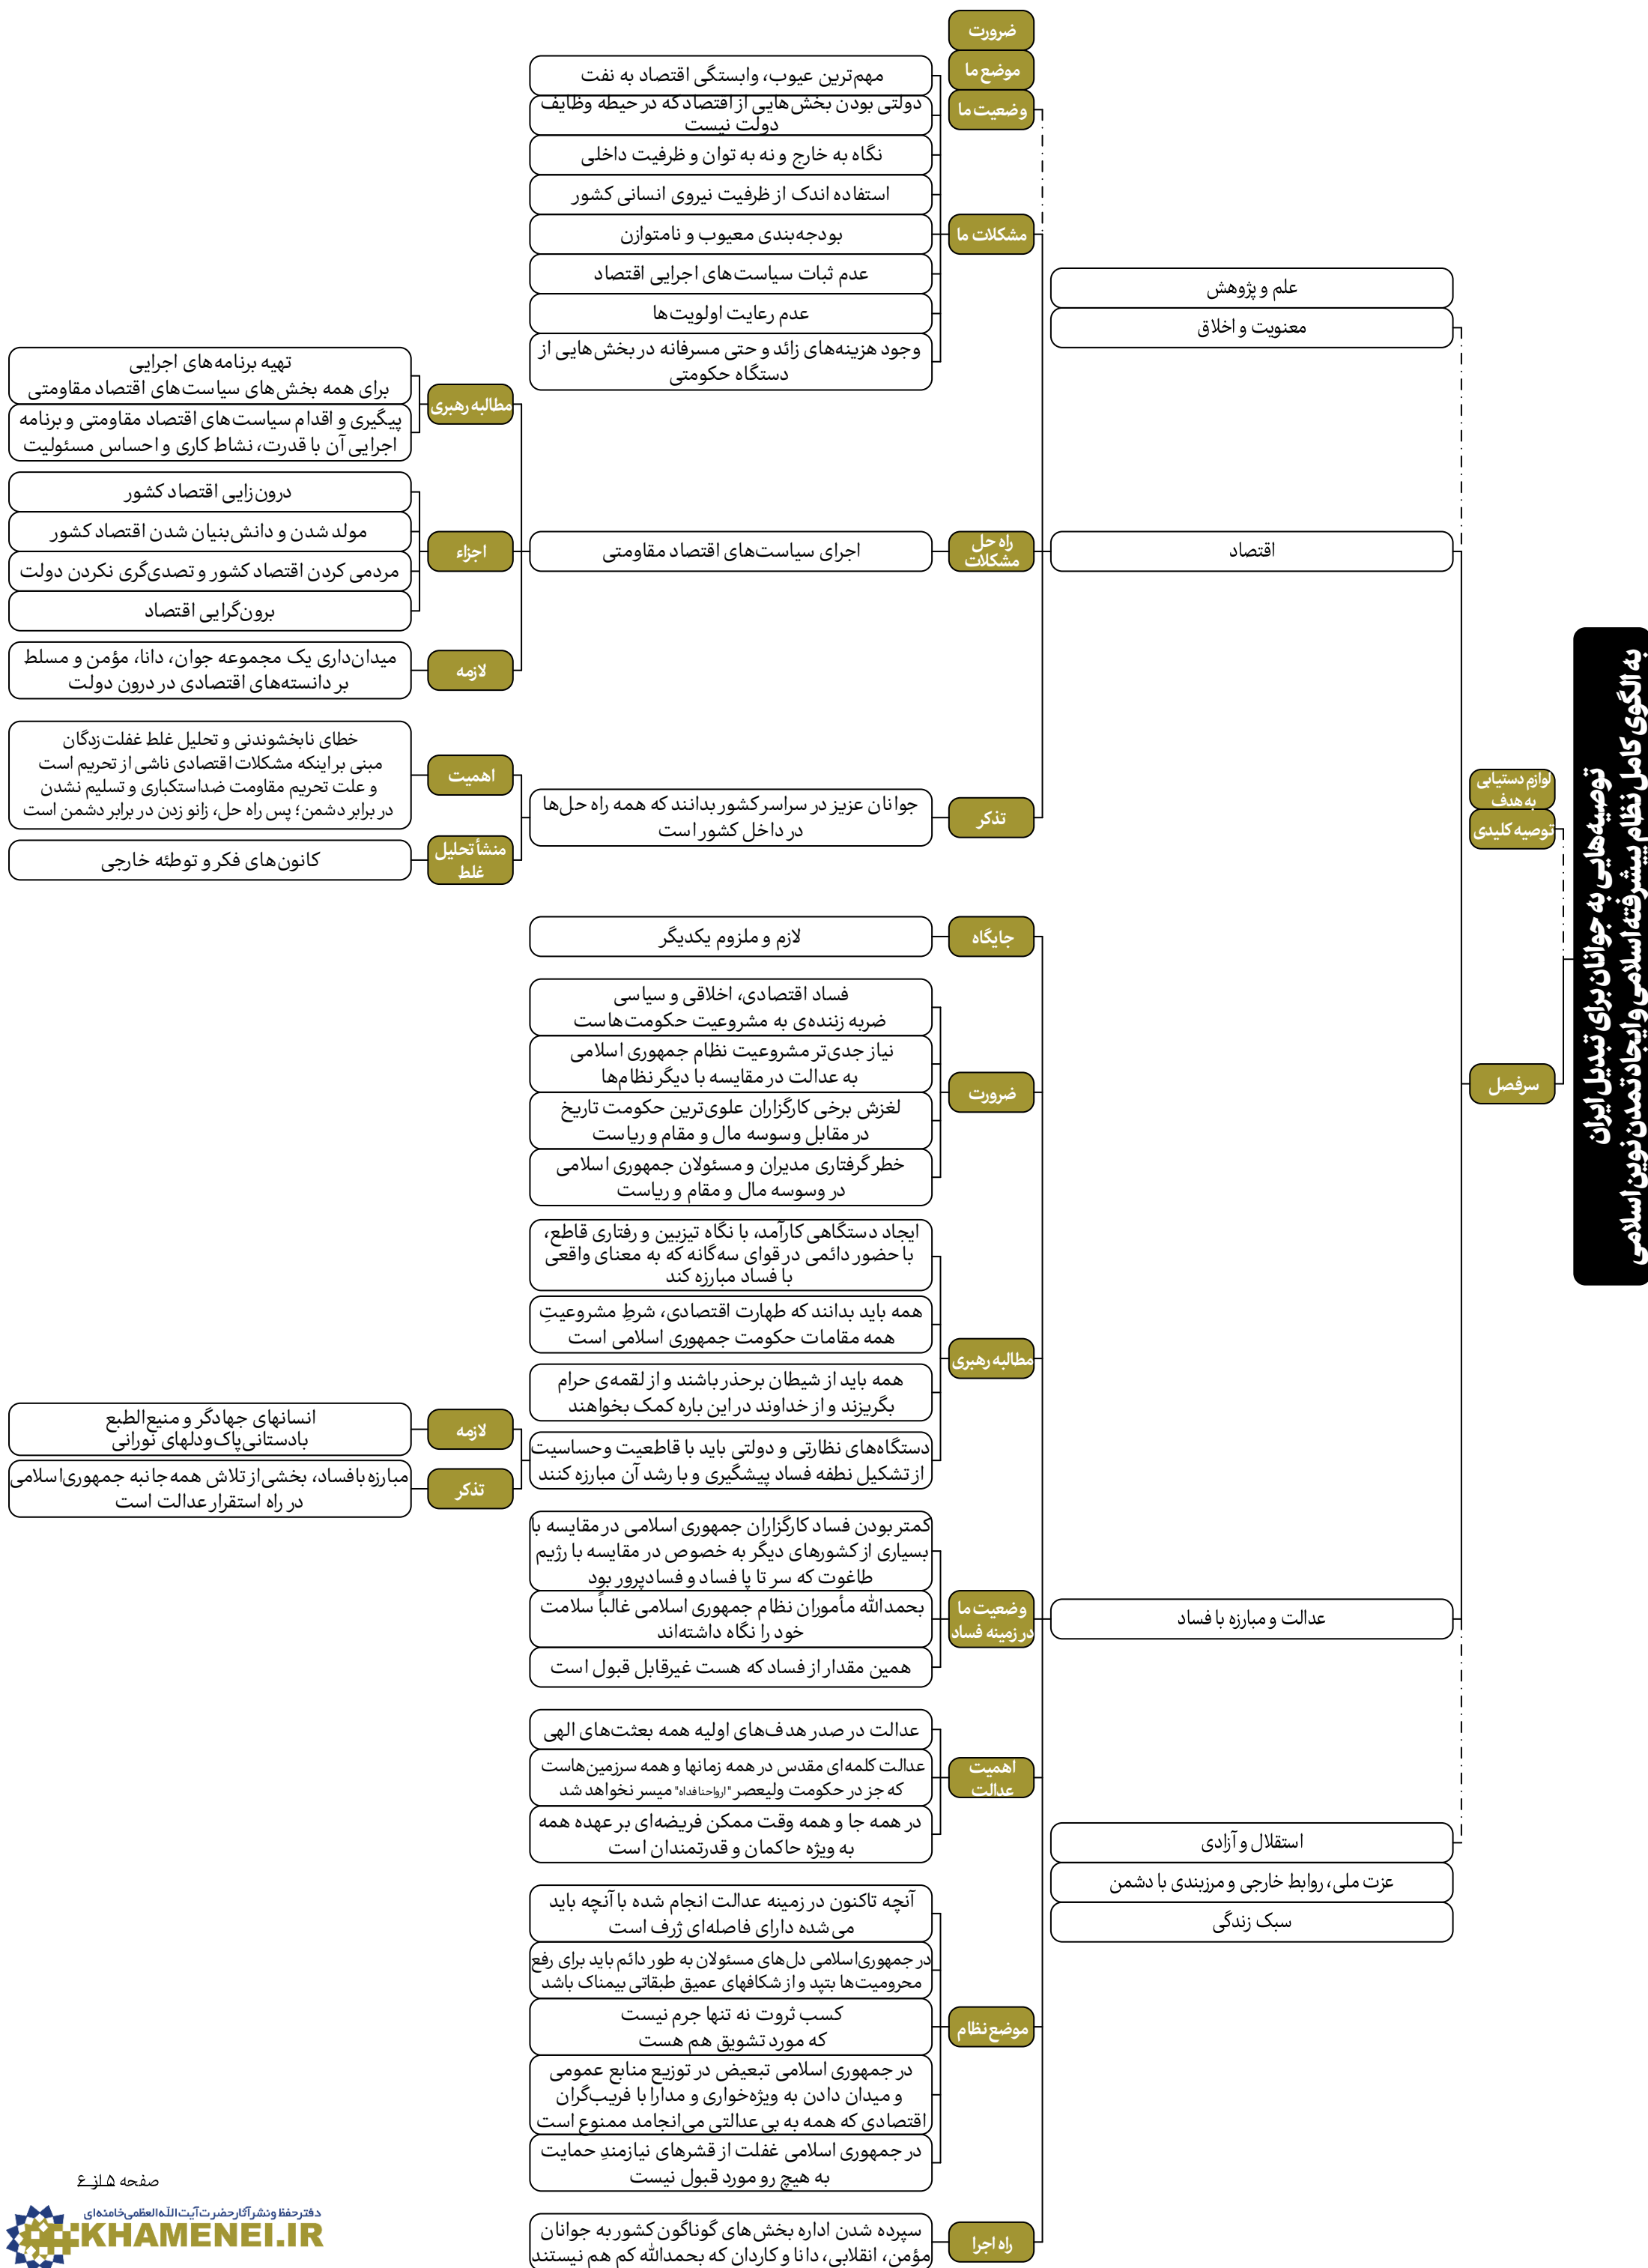 توصیه‌هایی به جوانان برای تبدیل ایران
به الگوی کامل نظام پیشرفته اسلامی و ایجاد تمدن نوین اسلامی
لوازم دستیابی
به هدف
توصیه کلیدی
سرفصل
علم و پژوهش
معنویت و اخلاق
اقتصاد
ضرورت
موضع ما
وضعیت ما
مشکلات ما
مهم‌ترین عیوب، وابستگی اقتصاد به نفت
دولتی بودن بخش‌هایی از اقتصاد که در حیطه وظایف
دولت نیست
نگاه به خارج و نه به توان و ظرفیت داخلی
استفاده اندک از ظرفیت نیروی انسانی کشور
بودجه‌بندی معیوب و نامتوازن
عدم ثبات سیاست‌های اجرایی اقتصاد
عدم رعایت اولویت‌ها
وجود هزینه‌های زائد و حتی مسرفانه در بخش‌هایی از
دستگاه حکومتی
راه حل
مشکلات
اجرای سیاست‌های اقتصاد مقاومتی
مطالبه رهبری
تهیه برنامه‌های اجرایی
برای همه بخش‌های سیاست‌های اقتصاد مقاومتی
پیگیری و اقدام سیاست‌های اقتصاد مقاومتی و برنامه
اجرایی آن با قدرت، نشاط کاری و احساس مسئولیت
اجزاء
درون‌زایی اقتصاد کشور
مولد شدن و دانش‌بنیان شدن اقتصاد کشور
مردمی کردن اقتصاد کشور و تصدی‌گری نکردن دولت
برون‌گرایی اقتصاد
لازمه
میدان‌داری یک مجموعه جوان، دانا، مؤمن و مسلط
بر دانسته‌های اقتصادی در درون دولت
تذکر
جوانان عزیز در سراسر کشور بدانند که همه راه حل‌ها
در داخل کشور است
اهمیت
خطای نابخشودنی و تحلیل غلط غفلت‌زدگان
مبنی بر اینکه مشکلات اقتصادی ناشی از تحریم است
و علت تحریم مقاومت ضداستکباری و تسلیم نشدن
در برابر دشمن؛ پس راه حل، زانو زدن در برابر دشمن است
منشأ تحلیل
غلط
کانون‌های فکر و توطئه خارجی
عدالت و مبارزه با فساد
جایگاه
لازم و ملزوم یکدیگر
ضرورت
فساد اقتصادی، اخلاقی و سیاسی
ضربه زننده‌ی به مشروعیت حکومت‌هاست
نیاز جدی‌تر مشروعیت نظام جمهوری اسلامی
به عدالت در مقایسه با دیگر نظام‌ها
لغزش برخی کارگزاران علوی‌ترین حکومت تاریخ
در مقابل وسوسه مال و مقام و ریاست
خطر گرفتاری مدیران و مسئولان جمهوری اسلامی
در وسوسه مال و مقام و ریاست
مطالبه رهبری
ایجاد دستگاهی کارآمد، با نگاه تیزبین و رفتاری قاطع،
با حضور دائمی در قوای سه‌گانه که به معنای واقعی
با فساد مبارزه کند
همه باید بدانند که طهارت اقتصادی، شرطِ مشروعیتِ
همه مقامات حکومت جمهوری اسلامی است
همه باید از شیطان برحذر باشند و از لقمه‌ی حرام
بگریزند و از خداوند در این باره کمک بخواهند
دستگاه‌های نظارتی و دولتی باید با قاطعیت وحساسیت
از تشکیل نطفه فساد پیشگیری و با رشد آن مبارزه کنند
لازمه
انسانهای جهادگر و منیع‌الطبع
بادستانی‌پاک‌ودلهای نورانی
تذکر
مبارزه‌بافساد، بخشی‌از تلاش همه‌جانبه جمهوری‌اسلامی
در راه استقرار عدالت است
وضعیت ما
در زمینه فساد
کمتر بودن فساد کارگزاران جمهوری اسلامی در مقایسه با
بسیاری از کشورهای دیگر به خصوص در مقایسه با رژیم
طاغوت که سر تا پا فساد و فسادپرور بود
بحمدالله مأموران نظام جمهوری اسلامی غالباً سلامت
خود را نگاه داشته‌اند
همین مقدار از فساد که هست غیرقابل قبول است
اهمیت
عدالت
عدالت در صدر هدف‌های اولیه همه بعثت‌های الهی
عدالت کلمه‌ای مقدس در همه زمانها و همه سرزمین‌هاست
که جز در حکومت ولیعصر "ارواحنافداه" میسر نخواهد شد
در همه جا و همه وقت ممکن فریضه‌ای بر عهده همه
به ویژه حاکمان و قدرتمندان است
موضع نظام
آنچه تاکنون در زمینه عدالت انجام شده با آنچه باید
می‌شده دارای فاصله‌ای ژرف است
در جمهوری‌اسلامی دل‌های مسئولان به طور دائم باید برای رفع
محرومیت‌ها بتپد و از شکافهای عمیق طبقاتی بیمناک باشد
کسب ثروت نه تنها جرم نیست
که مورد تشویق هم هست
در جمهوری اسلامی تبعیض در توزیع منابع عمومی
و میدان دادن به ویژه‌خواری و مدارا با فریب‌گران
اقتصادی که همه به بی‌عدالتی می‌انجامد ممنوع است
در جمهوری اسلامی غفلت از قشرهای نیازمندِ حمایت
به هیچ رو مورد قبول نیست
راه اجرا
سپرده شدن اداره بخش‌های گوناگون کشور به جوانان
مؤمن، انقلابی، دانا و کاردان که بحمدالله کم هم نیستند
استقلال و آزادی
عزت ملی، روابط خارجی و مرزبندی با دشمن
سبک زندگی
صفحه ۵ از ۶
دفتر حفظ ونشر آثار حضرت آیت الله العظمی خامنه‌ای
KHAMENEI.IR